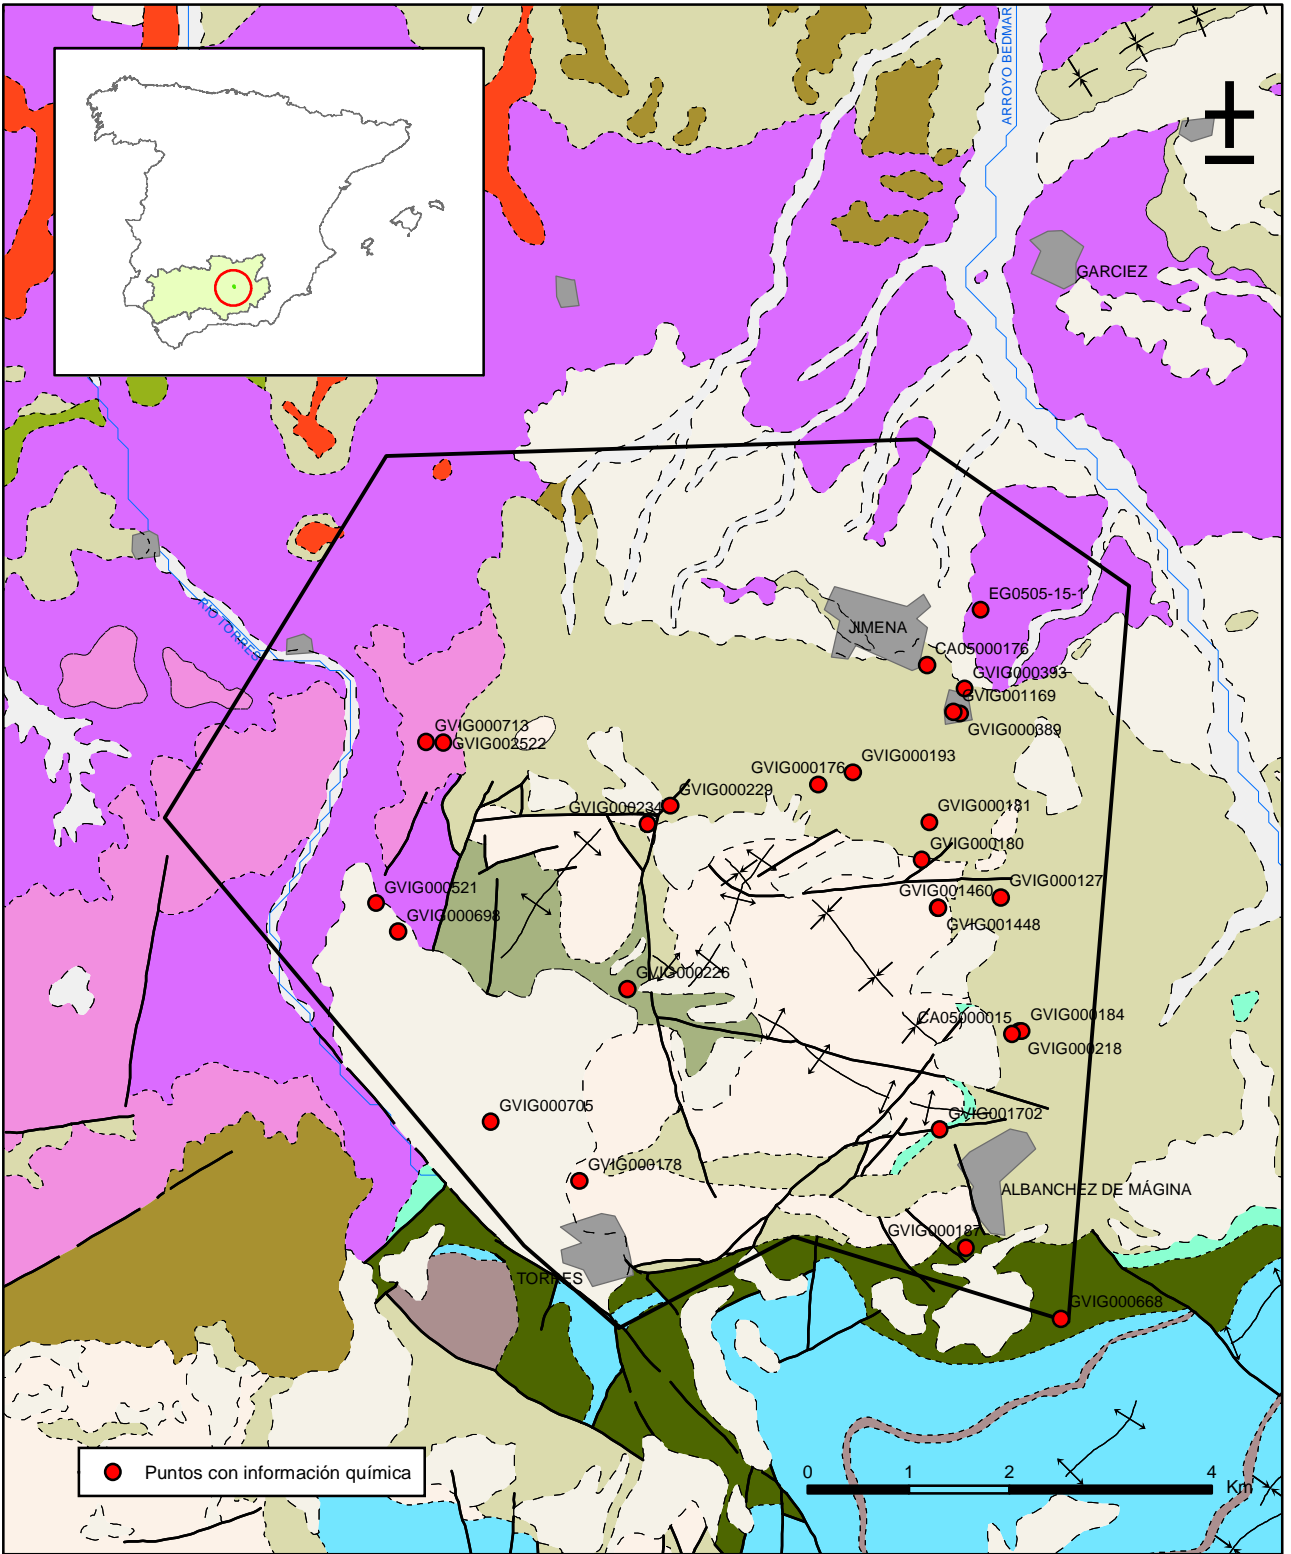 ARROYO BEDMAR
GARCIEZ
RIO TORRES
EG0505-15-1
JIMENA
CA05000176
GVIG000393
GVIG001169
GVIG000389
GVIG000713
GVIG002522
GVIG000193
GVIG000176
GVIG000229
GVIG000234
GVIG000181
GVIG000180
GVIG000127
GVIG001460
GVIG001448
GVIG000521
GVIG000698
GVIG000226
CA05000015
GVIG000184
GVIG000218
GVIG000705
GVIG001702
GVIG000178
ALBANCHEZ DE MÁGINA
GVIG000187
TORRES
GVIG000668
Puntos con información química
0 1 2 4
Km